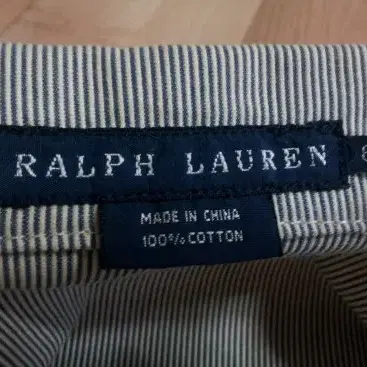 RALPH LAUREN
MADE IN CHINA
100% COTTON